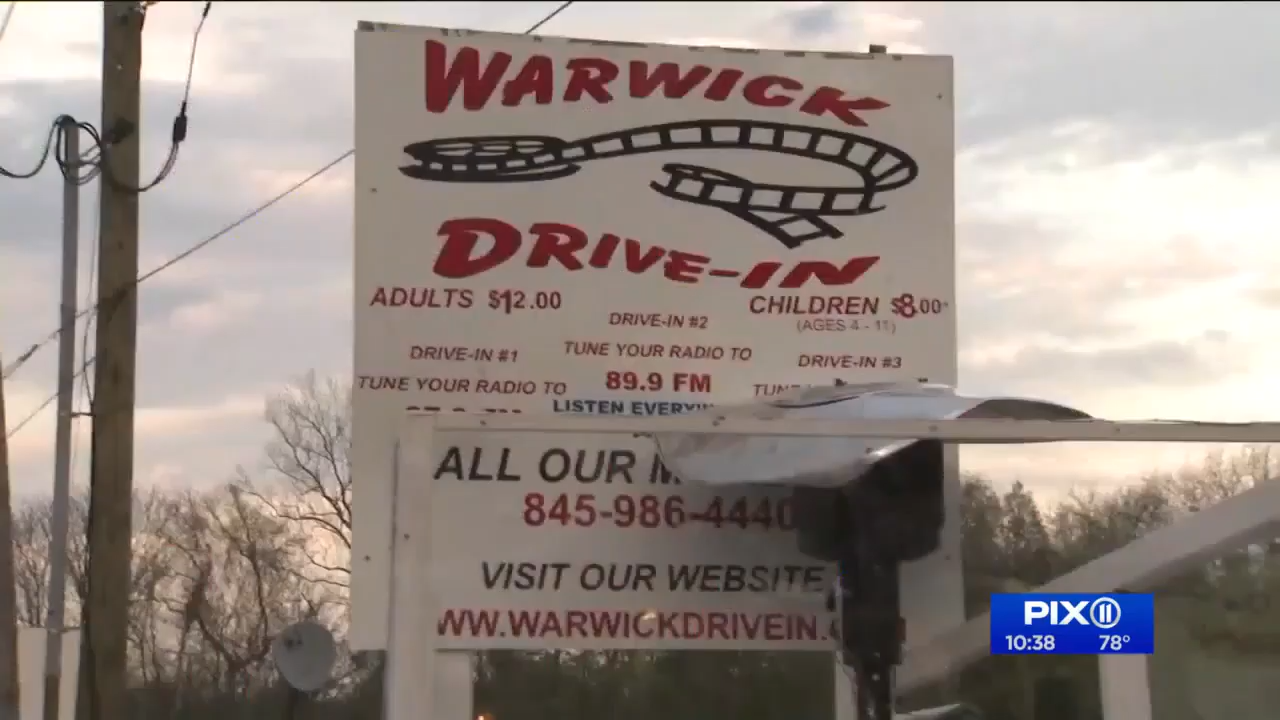 WARWICK
DRIVE-IN
ADULTS $12.00
CHILDREN $8.00
(AGES 4 - 11)
DRIVE-IN #2
TUNE YOUR RADIO TO
89.9 FM
DRIVE-IN #1
TUNE YOUR RADIO TO
DRIVE-IN #3
LISTEN
ALL OUR
845-986-4440
VISIT OUR WEBSITE
WW.WARWICKDRIVEIN.
PIX11
10:38 78°